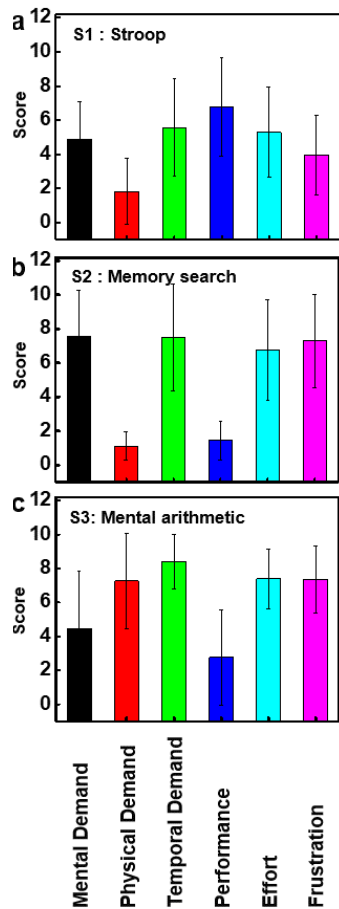 a
S1 : Stroop
Score
12
10
8
6
4
2
0
b
S2 : Memory search
Score
12
10
8
6
4
2
0
c
S3: Mental arithmetic
Score
12
10
8
6
4
2
0
Mental Demand
Physical Demand
Temporal Demand
Performance
Effort
Frustration